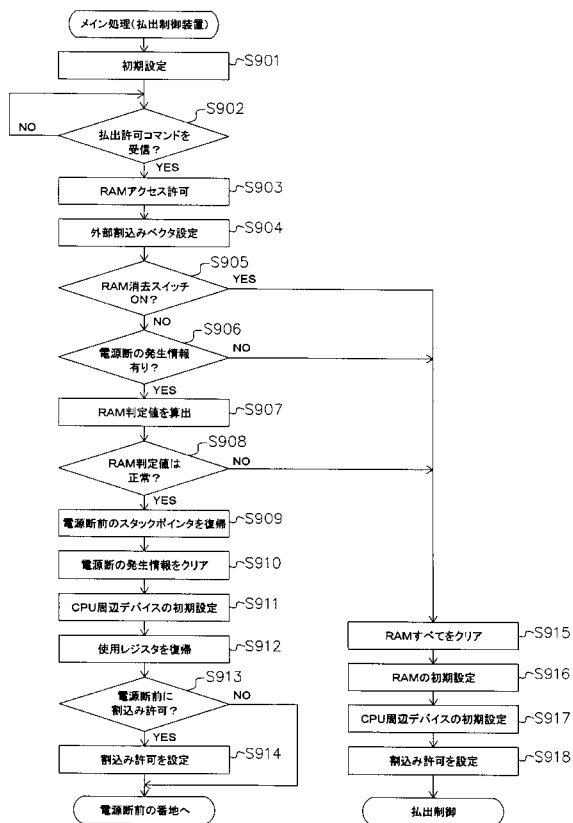 メイン処理(払出制御装置)
初期設定
S901
S902
払出許可コマンドを
受信?
NO
YES
RAMアクセス許可
S903
外部割込みベクタ設定
S904
S905
RAM消去スイッチ
ON?
YES
NO
S906
電源断の発生情報
有り?
NO
YES
RAM判定値を算出
S907
S908
RAM判定値は
正常?
NO
YES
電源断前のスタックポインタを復帰
S909
電源断の発生情報をクリア
S910
CPU周辺デバイスの初期設定
S911
使用レジスタを復帰
S912
S913
電源断前に
割込み許可?
NO
YES
割込み許可を設定
S914
電源断前の番地へ
RAMすべてをクリア
S915
RAMの初期設定
S916
CPU周辺デバイスの初期設定
S917
割込み許可を設定
S918
払出制御